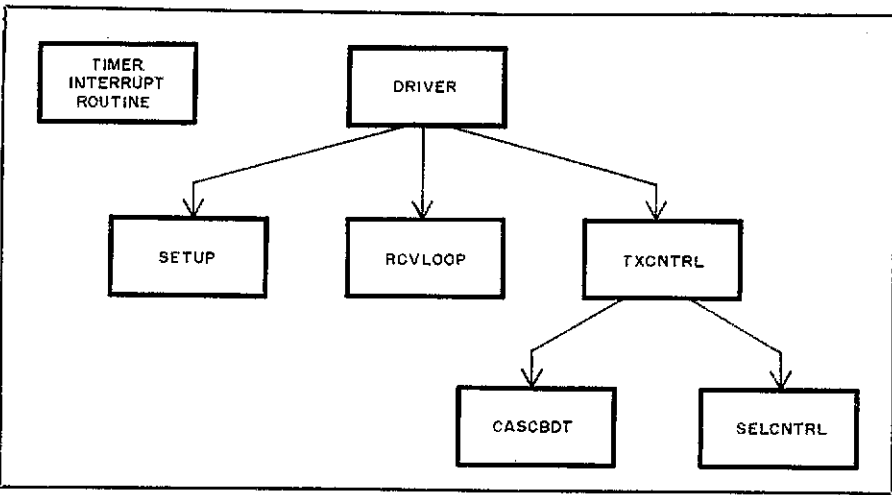 TIMER
INTERRUPT
ROUTINE
DRIVER
SETUP
RCVLOOP
TXCNTRL
CASCBDT
SELCNTRL